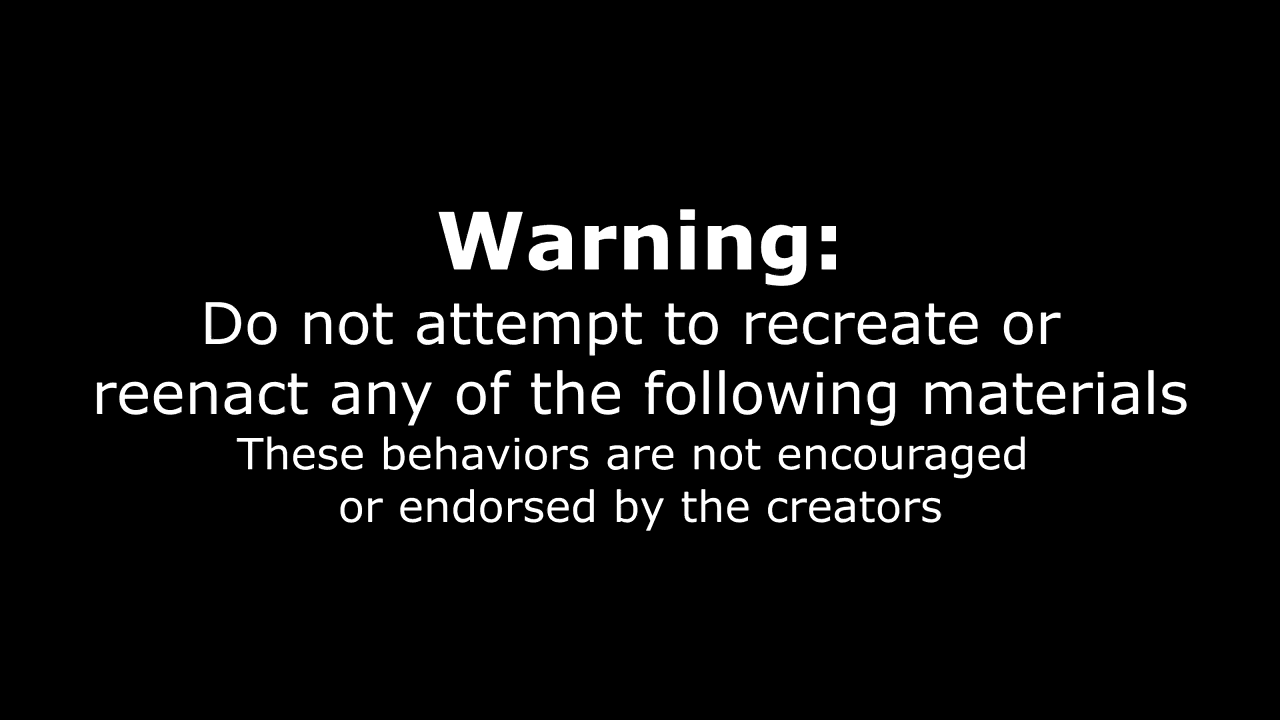 Warning:
Do not attempt to recreate or
reenact any of the following materials
These behaviors are not encouraged
or endorsed by the creators